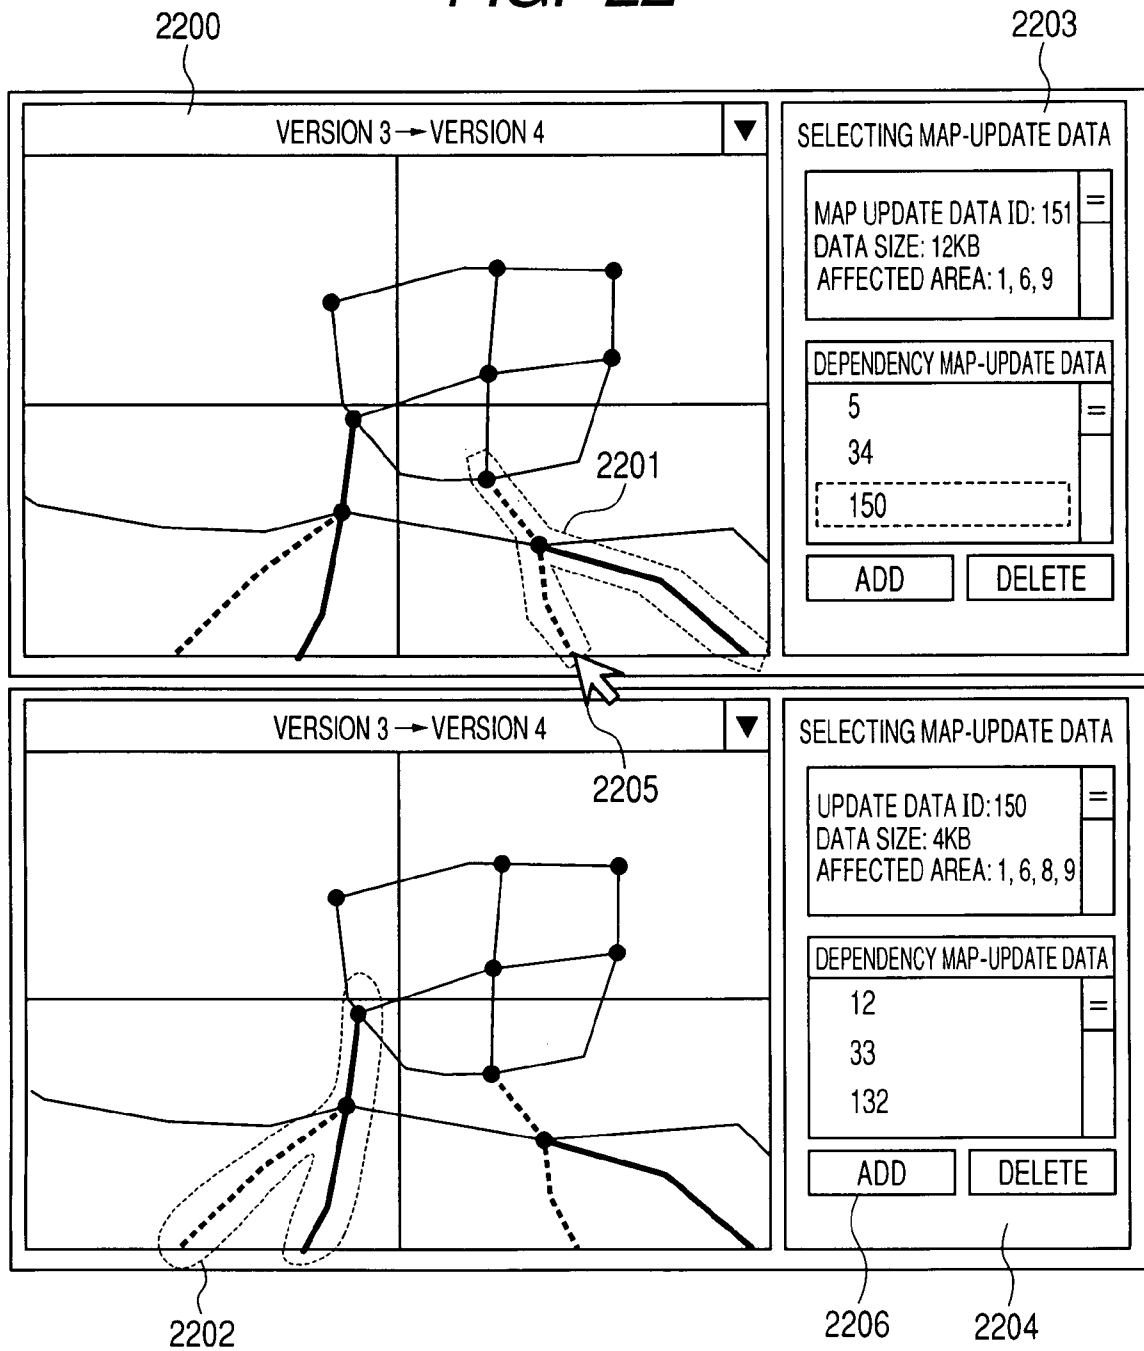 FIG. 22
2200
2203
VERSION 3→VERSION 4 ▼
SELECTING MAP-UPDATE DATA
MAP UPDATE DATA ID: 151
DATA SIZE: 12KB
AFFECTED AREA: 1, 6, 9
DEPENDENCY MAP-UPDATE DATA
5
34
150
ADD DELETE
2201
2205
VERSION 3→VERSION 4 ▼
SELECTING MAP-UPDATE DATA
UPDATE DATA ID: 150
DATA SIZE: 4KB
AFFECTED AREA: 1, 6, 8, 9
DEPENDENCY MAP-UPDATE DATA
12
33
132
ADD DELETE
2202
2206
2204